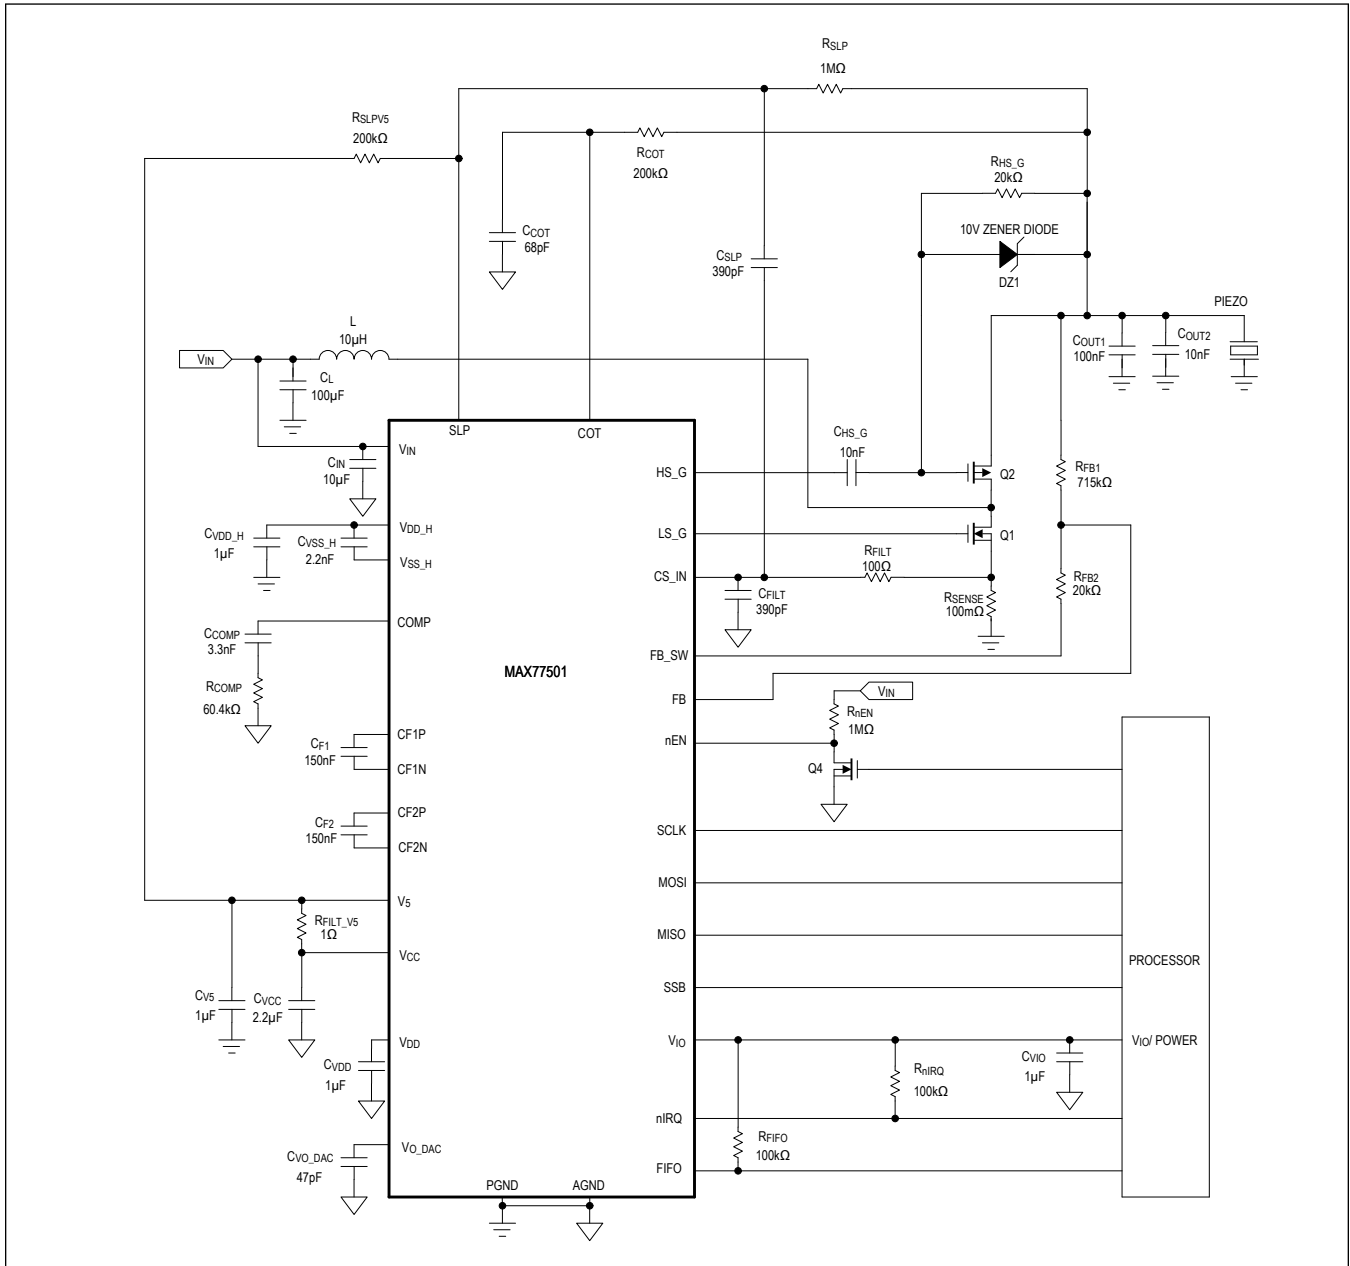 RSLP
1MΩ
RSLPV5
200kΩ
RCOT
200kΩ
RHS_G
20kΩ
CCOT
68pF
10V ZENER DIODE
DZ1
CSLP
390pF
L
10µH
VIN
CL
100µF
PIEZO
COUT1
100nF
COUT2
10nF
SLP
COT
VIN
CIN
10µF
CHS_G
10nF
HS_G
Q2
RFB1
715kΩ
VDD_H
CVDD_H
1µF
CVSS_H
2.2nF
VSS_H
LS_G
Q1
RFILT
100Ω
CS_IN
CFILT
390pF
RSENSE
100mΩ
RFB2
20kΩ
COMP
CCOMP
3.3nF
RCOMP
60.4kΩ
FB_SW
MAX77501
FB
VIN
RnEN
1MΩ
nEN
Q4
CF1P
CF1
150nF
CF1N
CF2P
CF2
150nF
CF2N
SCLK
MOSI
MISO
SSB
PROCESSOR
V5
RFILT_V5
1Ω
VCC
CV5
1µF
CVCC
2.2µF
VDD
CVDD
1µF
VIO
VIO/ POWER
CVIO
1µF
RnIRQ
100kΩ
nIRQ
RFIFO
100kΩ
FIFO
VO_DAC
CVO_DAC
47pF
PGND
AGND